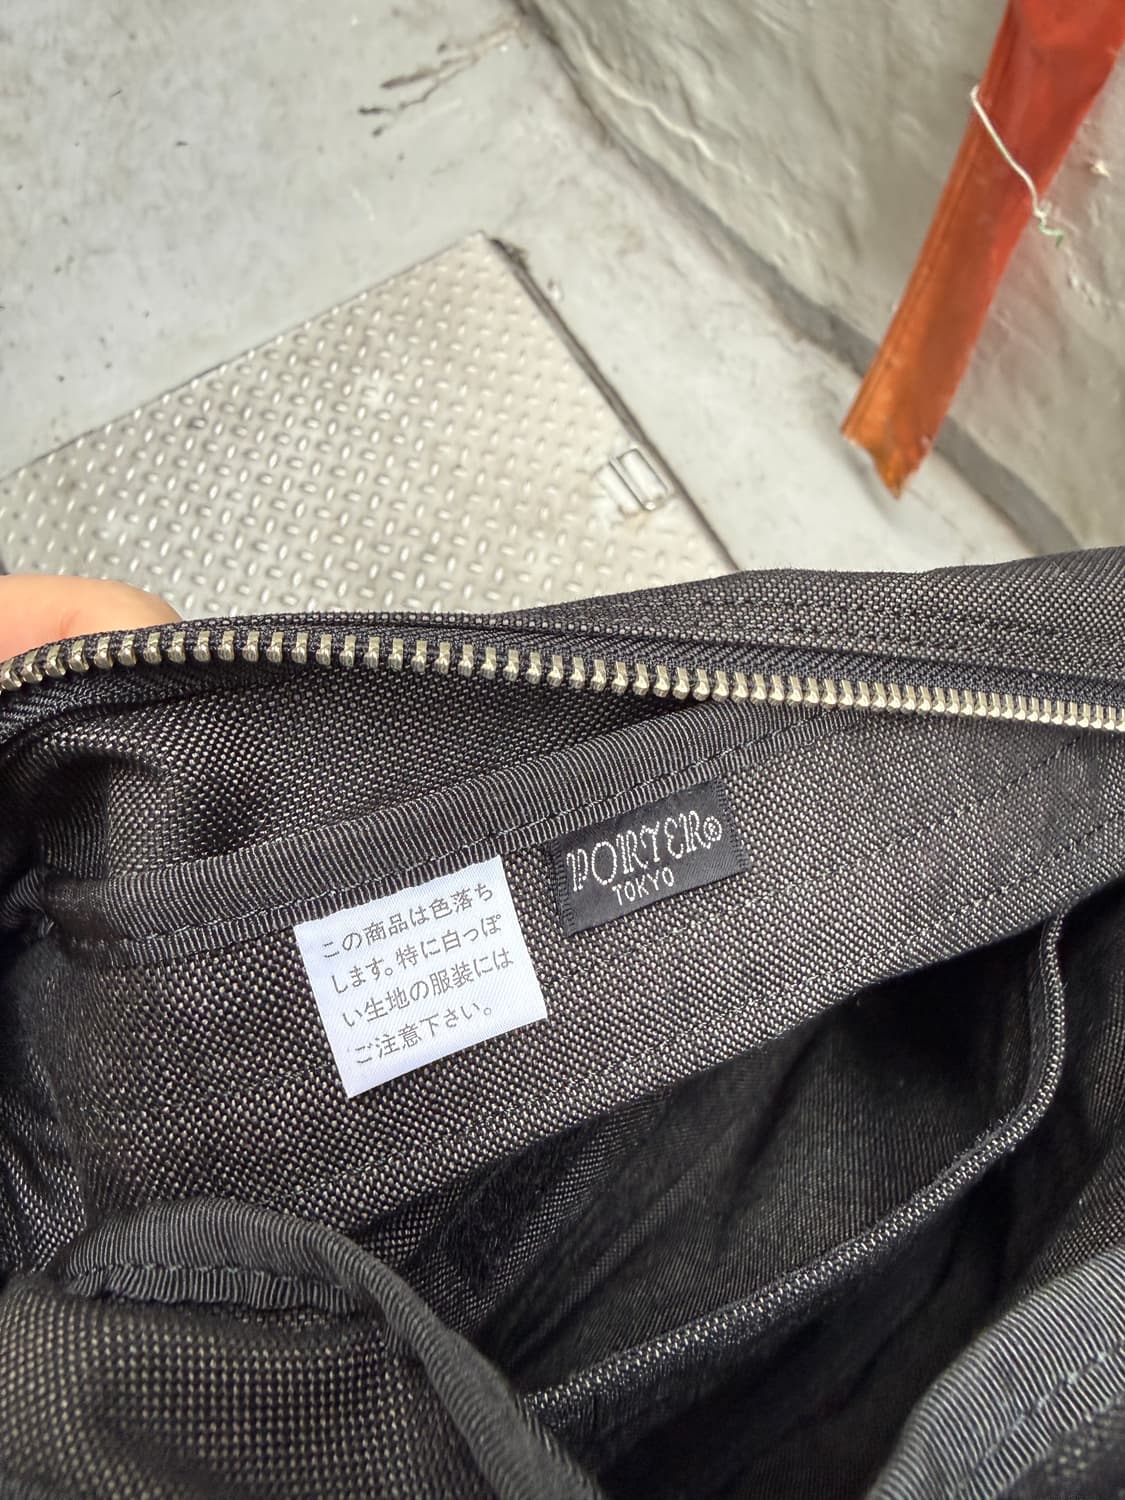 PORTER®
TOKYO
この商品は色落ち
します。特に白っぽ
い生地の服装には
ご注意下さい。